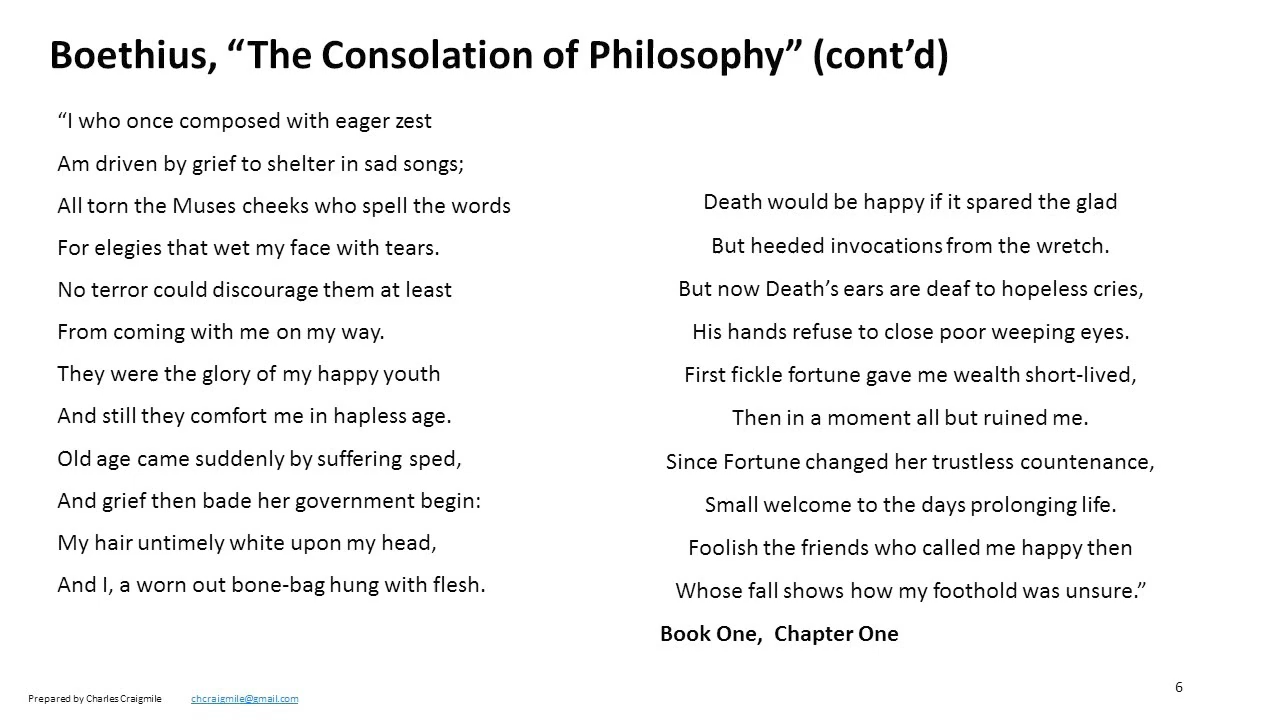 Boethius, “The Consolation of Philosophy” (cont’d)
“I who once composed with eager zest
Am driven by grief to shelter in sad songs;
All torn the Muses cheeks who spell the words
For elegies that wet my face with tears.
No terror could discourage them at least
From coming with me on my way.
They were the glory of my happy youth
And still they comfort me in hapless age.
Old age came suddenly by suffering sped,
And grief then bade her government begin:
My hair untimely white upon my head,
And I, a worn out bone-bag hung with flesh.
Death would be happy if it spared the glad
But heeded invocations from the wretch.
But now Death’s ears are deaf to hopeless cries,
His hands refuse to close poor weeping eyes.
First fickle fortune gave me wealth short-lived,
Then in a moment all but ruined me.
Since Fortune changed her trustless countenance,
Small welcome to the days prolonging life.
Foolish the friends who called me happy then
Whose fall shows how my foothold was unsure.”
Book One,  Chapter One
Prepared by Charles Craigmile chcraigmile@gmail.com
6